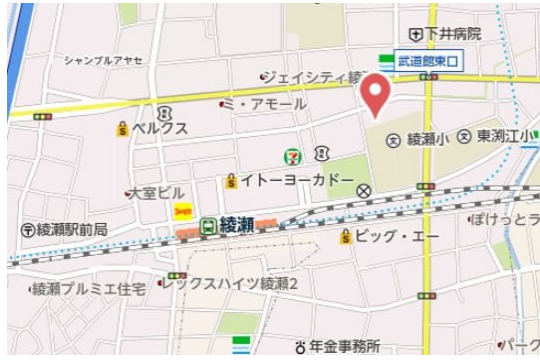 下井病院
武道館東口
シャンブルアヤセ
ジェイシティ綾
ミ・アモール
ベルクス
綾瀬小
東渕江小
イトーヨーカドー
大室ビル
綾瀬駅前局
綾瀬
ビッグ・エー
ぽけっとラ
綾瀬プルミエ住宅
レックスハイツ綾瀬2
年金事務所
パーク